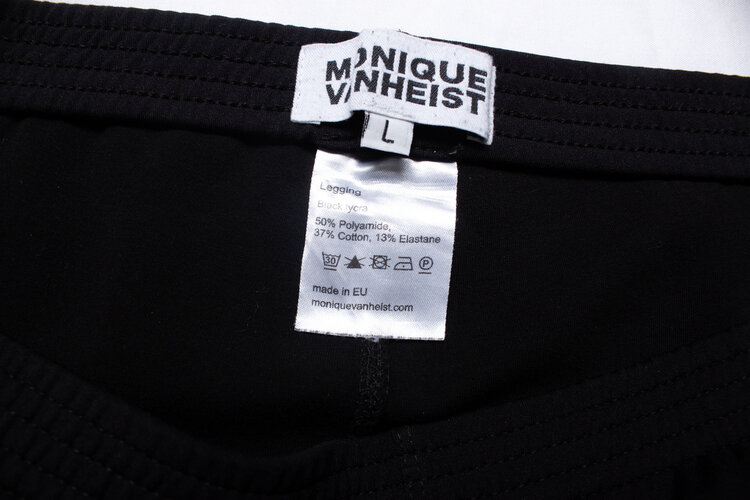 MONIQUE
VANHEIST
L
Legging
Black lycra
50% Polyamide,
37% Cotton, 13% Elastane
30 P
made in EU
moniquevanheist.com